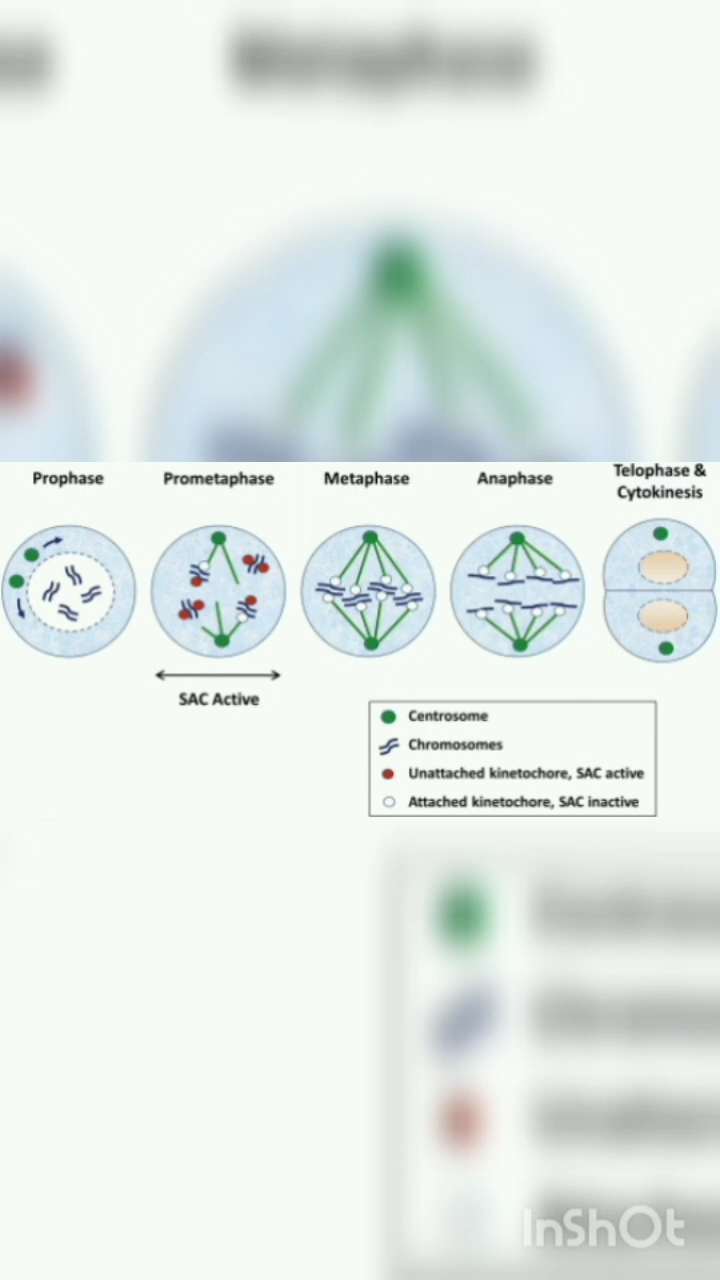 Metaphase
Prophase
Prometaphase
Metaphase
Anaphase
Telophase &
Cytokinesis
SAC Active
Centrosome
Chromosomes
Unattached kinetochore, SAC active
Attached kinetochore, SAC inactive
InShOt